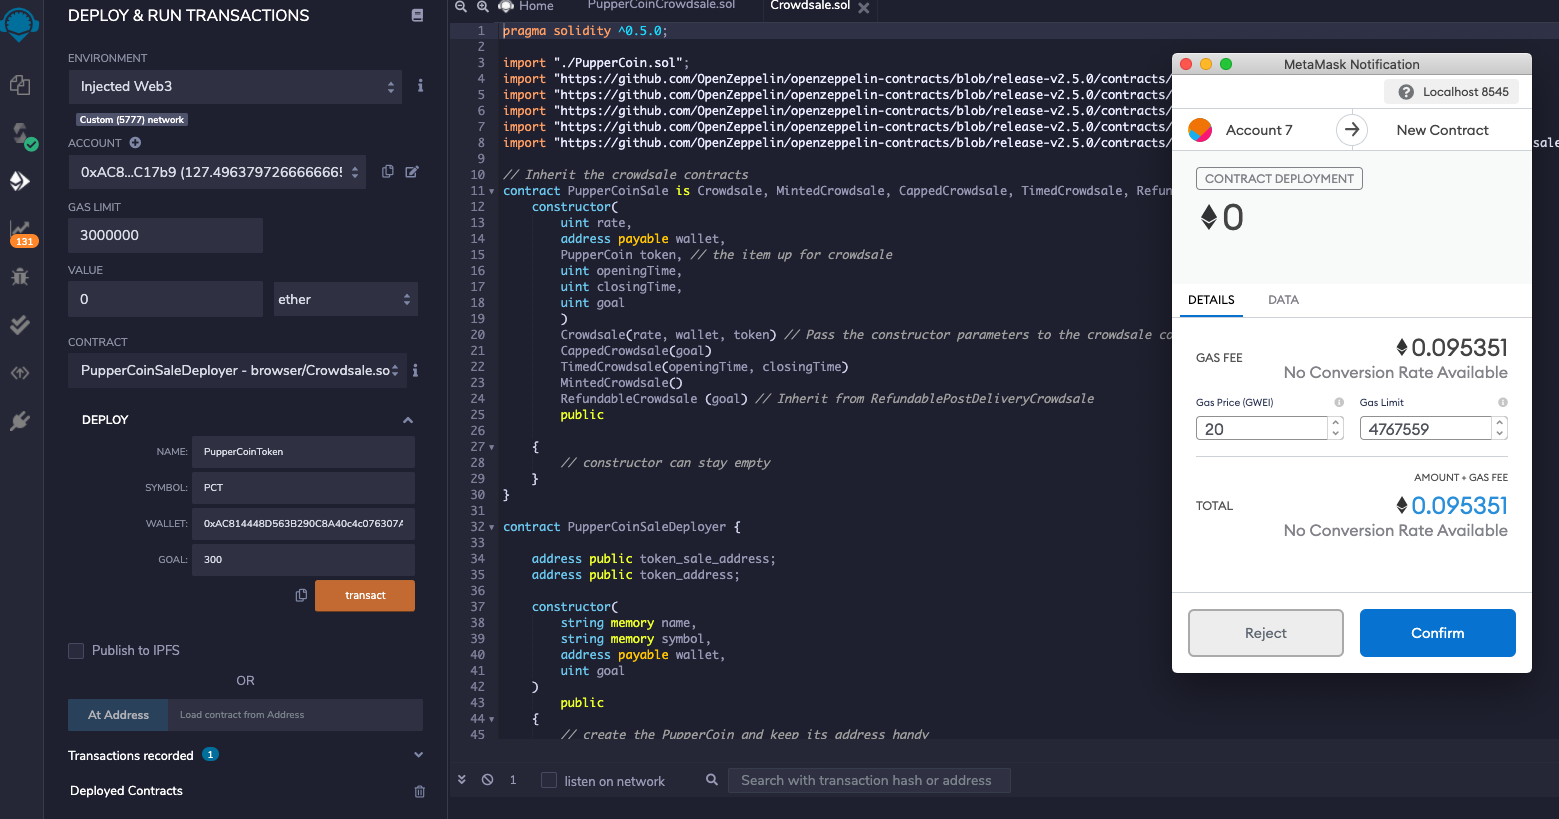 DEPLOY & RUN TRANSACTIONS
ENVIRONMENT
Injected Web3
Custom (5777) network
ACCOUNT
0xAC8...C17b9 (127.496379726666665
GAS LIMIT
3000000
VALUE
0
ether
CONTRACT
PupperCoinSaleDeployer - browser/Crowdsale.so
DEPLOY
NAME:
PupperCoinToken
SYMBOL:
PCT
WALLET:
0xAC814448D563B290C8A40c4c076307A
GOAL:
300
transact
Publish to IPFS
OR
At Address
Load contract from Address
Transactions recorded 1
Deployed Contracts
131
Home
PupperCoinCrowdsale.sol
Crowdsale.sol
1 pragma solidity ^0.5.0;
2
3 import "./PupperCoin.sol";
4 import "https://github.com/OpenZeppelin/openzeppelin-contracts/blob/release-v2.5.0/contracts/
5 import "https://github.com/OpenZeppelin/openzeppelin-contracts/blob/release-v2.5.0/contracts/
6 import "https://github.com/OpenZeppelin/openzeppelin-contracts/blob/release-v2.5.0/contracts/
7 import "https://github.com/OpenZeppelin/openzeppelin-contracts/blob/release-v2.5.0/contracts/
8 import "https://github.com/OpenZeppelin/openzeppelin-contracts/blob/release-v2.5.0/contracts/ sale
9
10 // Inherit the crowdsale contracts
11 contract PupperCoinSale is Crowdsale, MintedCrowdsale, CappedCrowdsale, TimedCrowdsale, Refun
12 constructor(
13 uint rate,
14 address payable wallet,
15 PupperCoin token, // the item up for crowdsale
16 uint openingTime,
17 uint closingTime,
18 uint goal
19 )
20 Crowdsale(rate, wallet, token) // Pass the constructor parameters to the crowdsale co
21 CappedCrowdsale(goal)
22 TimedCrowdsale(openingTime, closingTime)
23 MintedCrowdsale()
24 RefundableCrowdsale (goal) // Inherit from RefundablePostDeliveryCrowdsale
25 public
26
27 {
28 // constructor can stay empty
29 }
30 }
31
32 contract PupperCoinSaleDeployer {
33
34 address public token_sale_address;
35 address public token_address;
36
37 constructor(
38 string memory name,
39 string memory symbol,
40 address payable wallet,
41 uint goal
42 )
43 public
44 {
45 // create the PupperCoin and keep its address handy
1
listen on network
Search with transaction hash or address
MetaMask Notification
Localhost 8545
Account 7
New Contract
CONTRACT DEPLOYMENT
0
DETAILS
DATA
GAS FEE
0.095351
No Conversion Rate Available
Gas Price (GWEI)
Gas Limit
20
4767559
AMOUNT + GAS FEE
TOTAL
0.095351
No Conversion Rate Available
Reject
Confirm